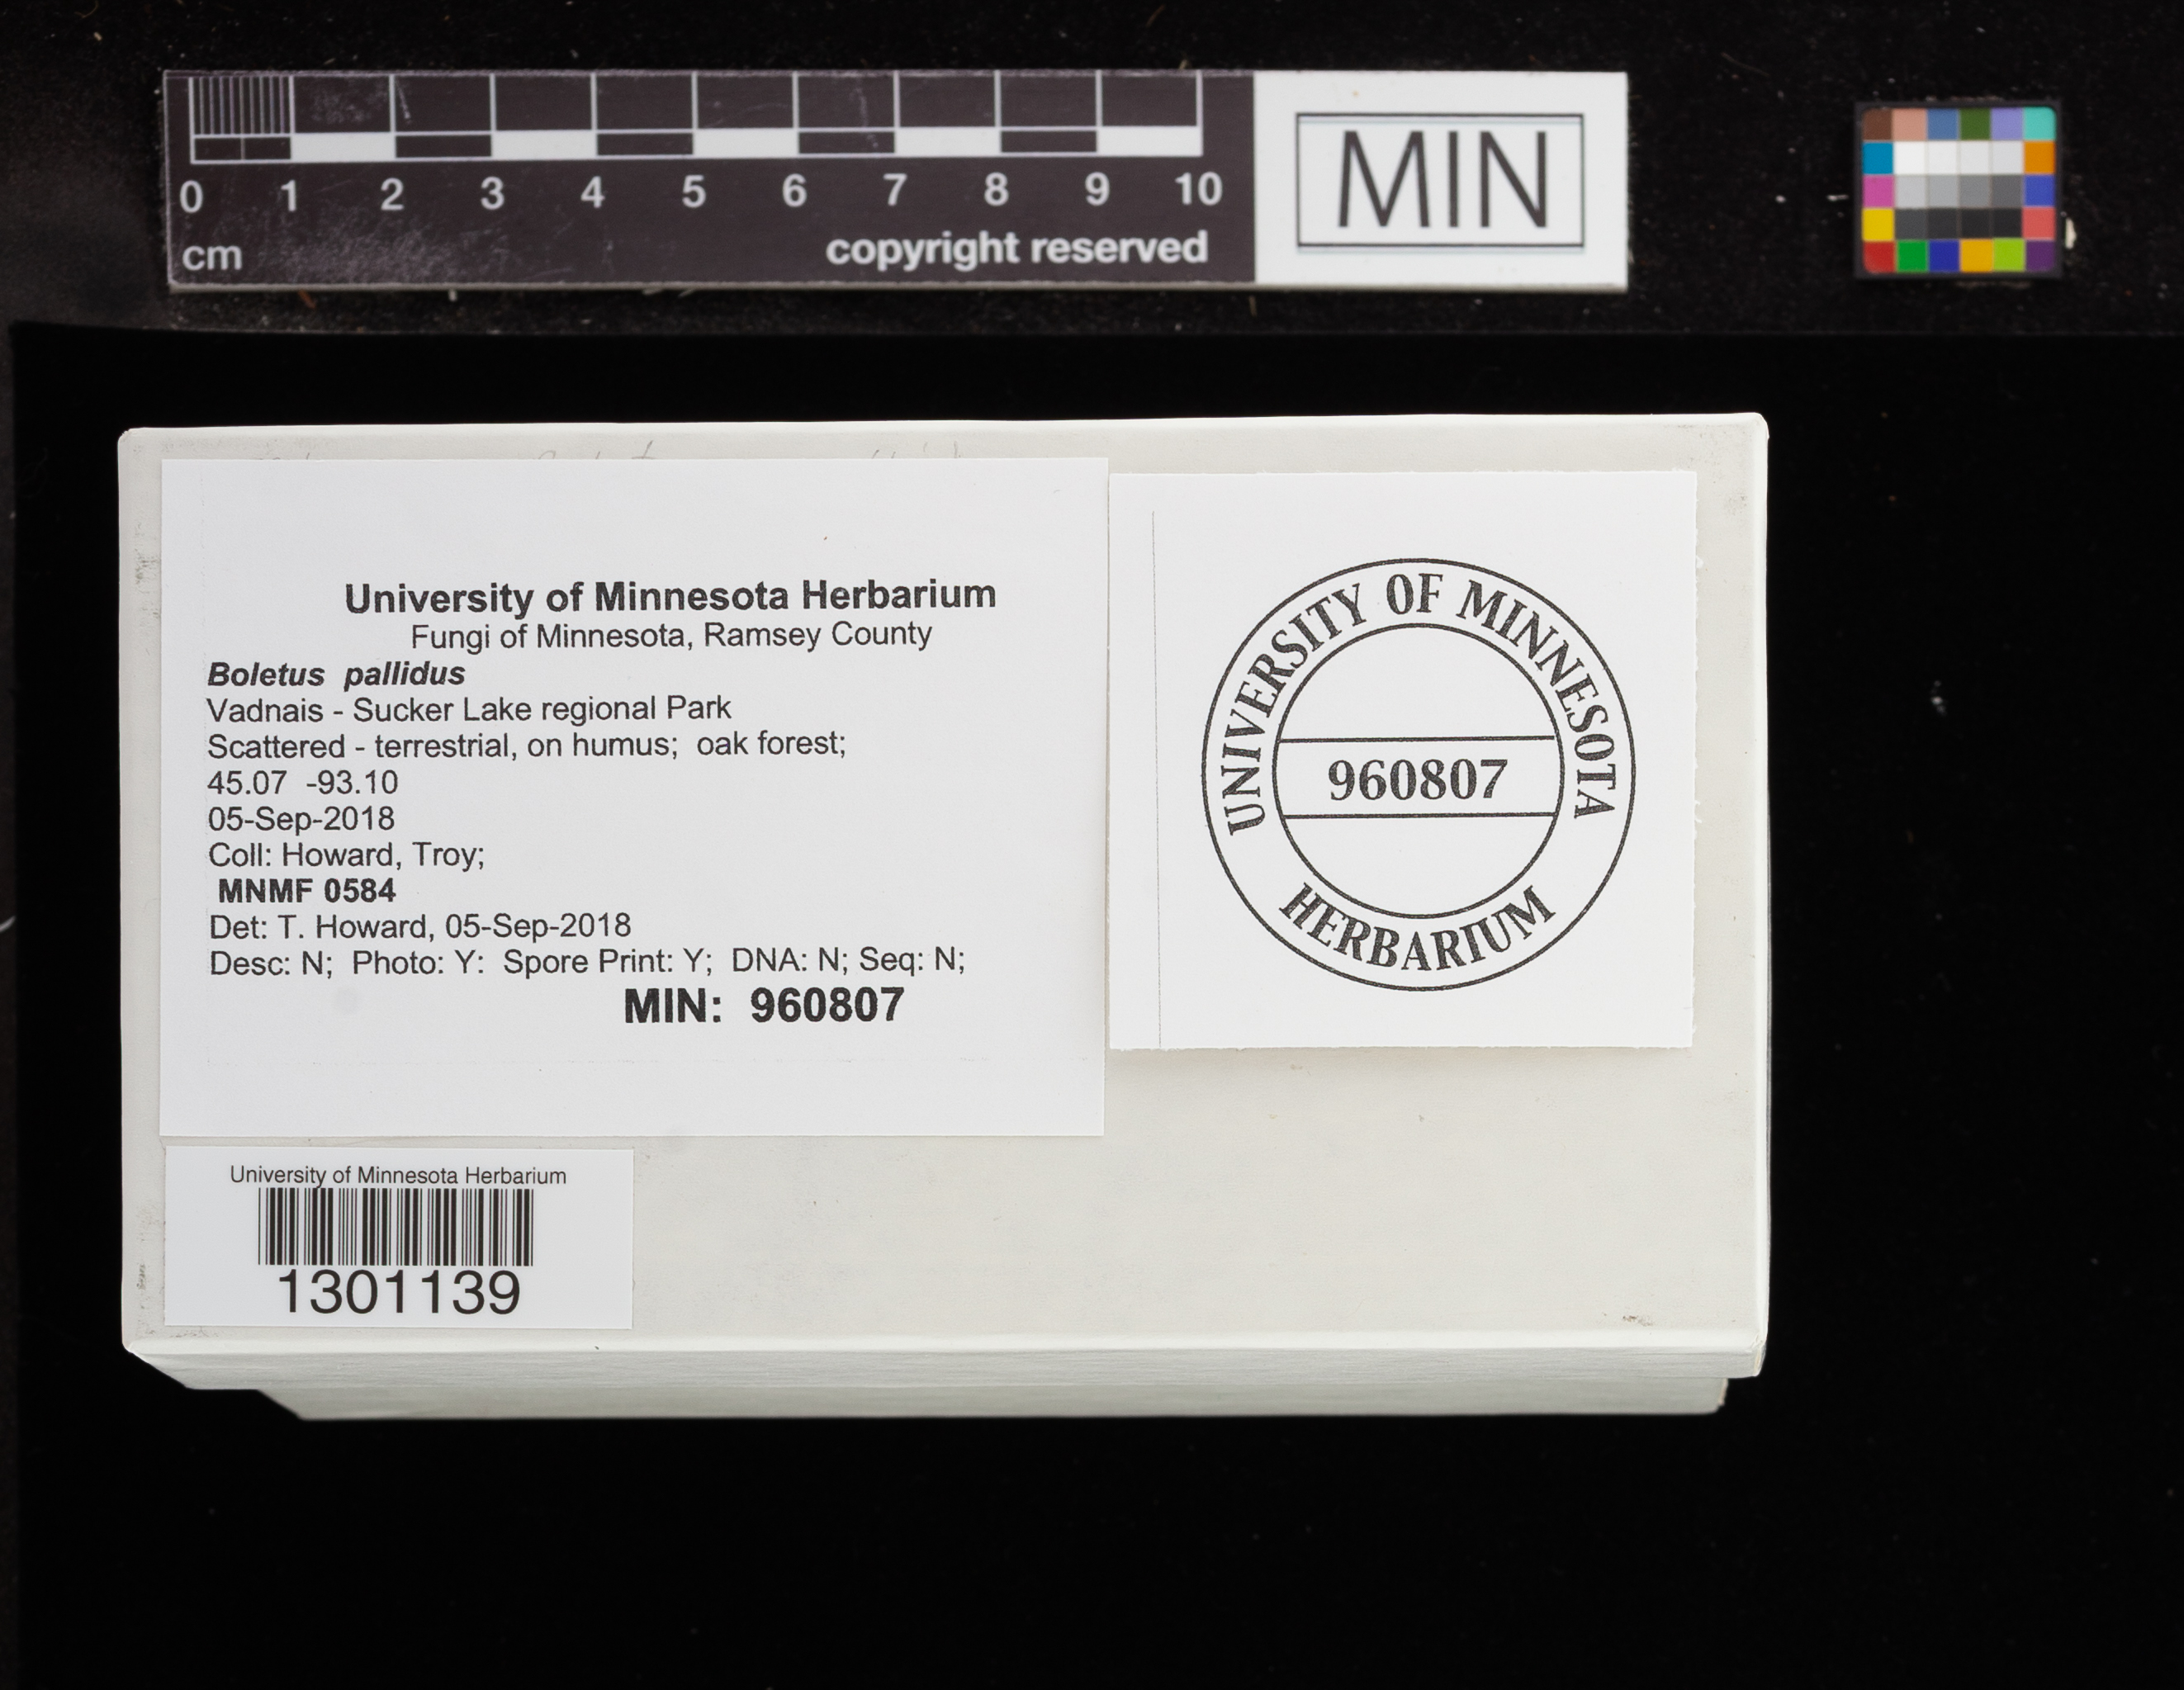 0 1 2 3 4 5 6 7 8 9 10
cm copyright reserved
MIN
University of Minnesota Herbarium
Fungi of Minnesota, Ramsey County
Boletus pallidus
Vadnais - Sucker Lake regional Park
Scattered - terrestrial, on humus; oak forest;
45.07 -93.10
05-Sep-2018
Coll: Howard, Troy;
MNMF 0584
Det: T. Howard, 05-Sep-2018
Desc: N; Photo: Y: Spore Print: Y; DNA: N; Seq: N;
MIN: 960807
UNIVERSITY OF MINNESOTA
960807
HERBARIUM
University of Minnesota Herbarium
1301139